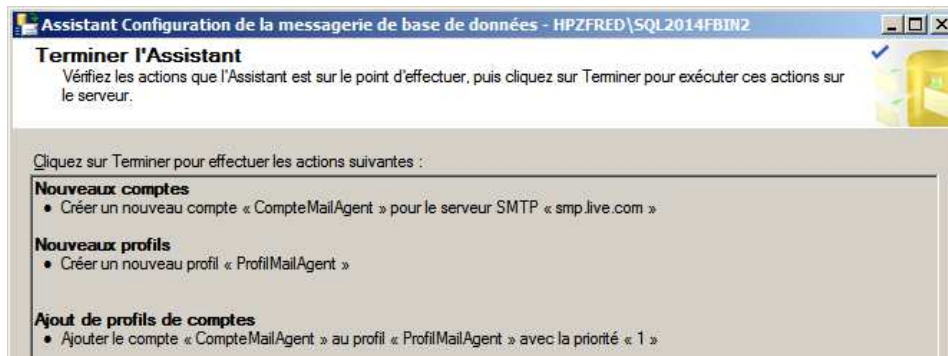 Assistant Configuration de la messagerie de base de données - HPZFRED\SQL2014FBIN2
Terminer l'Assistant
Vérifiez les actions que l'Assistant est sur le point d'effectuer, puis cliquez sur Terminer pour exécuter ces actions sur
le serveur.
Cliquez sur Terminer pour effectuer les actions suivantes :
Nouveaux comptes
• Créer un nouveau compte « CompteMailAgent » pour le serveur SMTP « smp.live.com »
Nouveaux profils
• Créer un nouveau profil « ProfilMailAgent »
Ajout de profils de comptes
• Ajouter le compte « CompteMailAgent » au profil « ProfilMailAgent » avec la priorité « 1 »